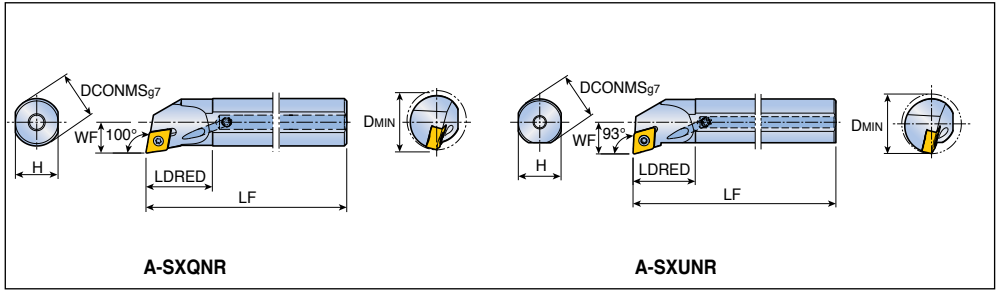 DCONMSg7
WF
100°
H
LDRED
LF
DMIN
A-SXQNR
DCONMSg7
WF
93°
H
LDRED
LF
DMIN
A-SXUNR